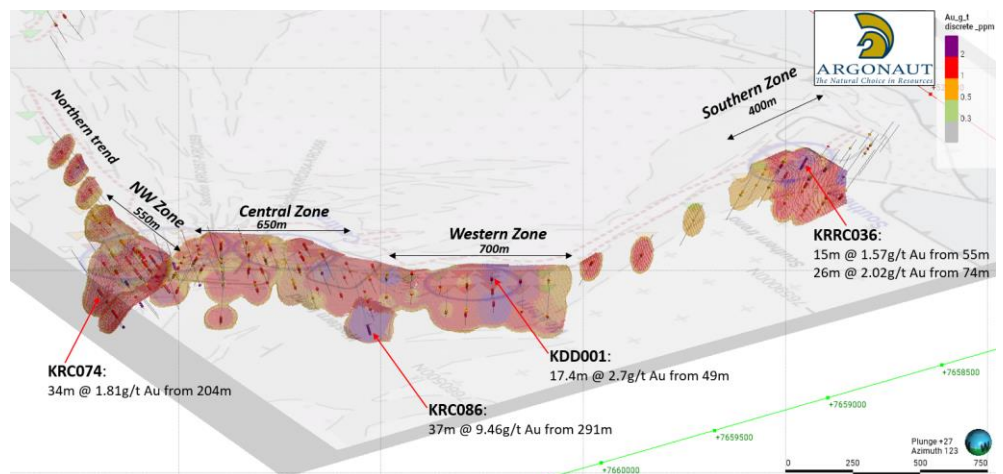 Au_g_t
discrete_ppm
2
1
0.5
0.3
ARGONAUT
The Natural Choice in Resources
Southern Zone
400m
Northern trend
NW Zone
550m
Central Zone
650m
Western Zone
700m
KRRC036:
15m @ 1.57g/t Au from 55m
26m @ 2.02g/t Au from 74m
KDD001:
17.4m @ 2.7g/t Au from 49m
KRC074:
34m @ 1.81g/t Au from 204m
KRC086:
37m @ 9.46g/t Au from 291m
+7658500
+7659000
+7659500
+7660000
Plunge +27
Azimuth 123
0 250 500 750